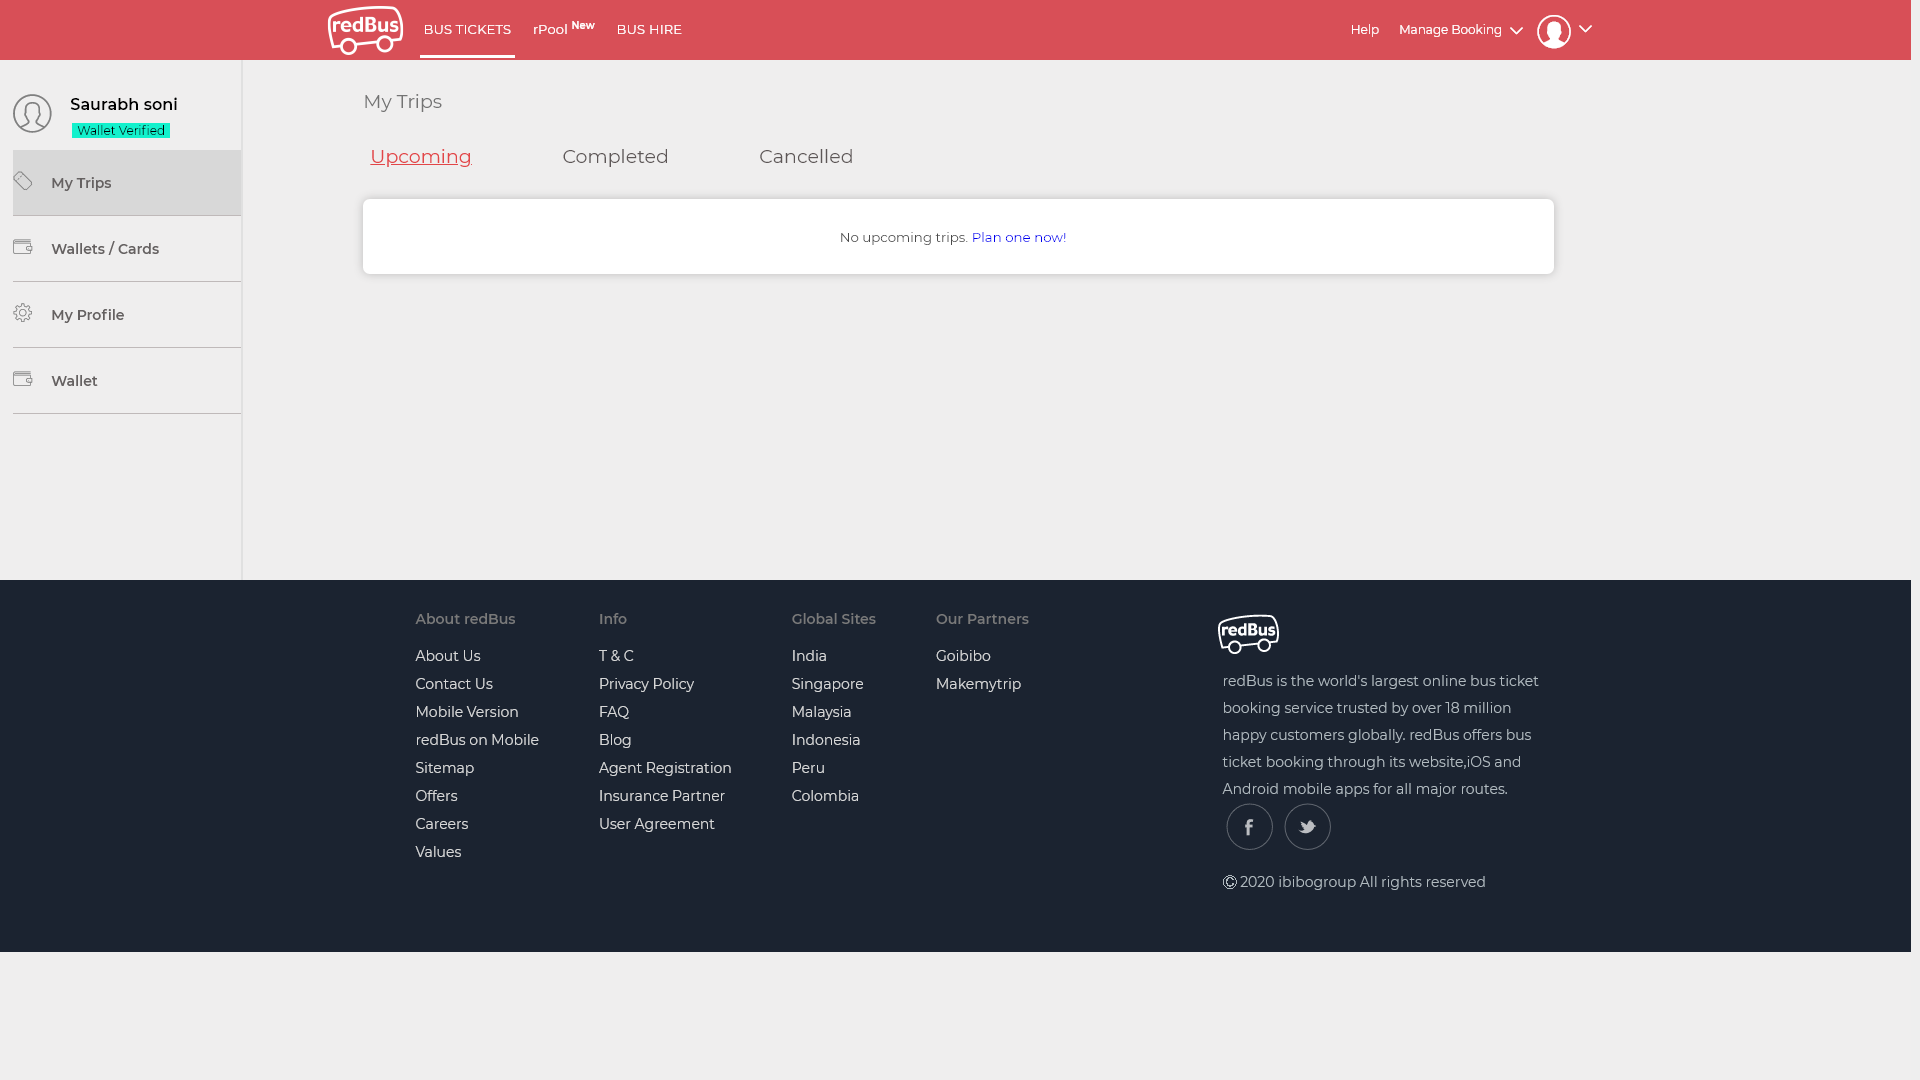 redBus
BUS TICKETS
rPool New
BUS HIRE
Help
Manage Booking
Saurabh soni
Wallet Verified
My Trips
Wallets / Cards
My Profile
Wallet
My Trips
Upcoming
Completed
Cancelled
No upcoming trips. Plan one now!
About redBus
About Us
Contact Us
Mobile Version
redBus on Mobile
Sitemap
Offers
Careers
Values
Info
T & C
Privacy Policy
FAQ
Blog
Agent Registration
Insurance Partner
User Agreement
Global Sites
India
Singapore
Malaysia
Indonesia
Peru
Colombia
Our Partners
Goibibo
Makemytrip
redBus
redBus is the world's largest online bus ticket
booking service trusted by over 18 million
happy customers globally. redBus offers bus
ticket booking through its website,iOS and
Android mobile apps for all major routes.
© 2020 ibibogroup All rights reserved